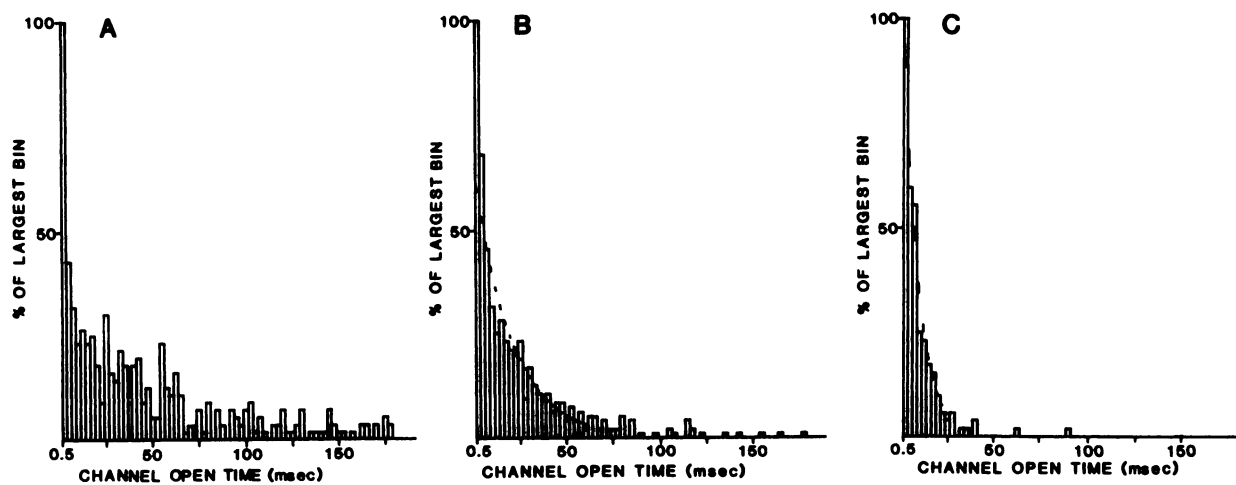 A
100
50
% OF LARGEST BIN
0.5 50 100 150
CHANNEL OPEN TIME (msec)
B
100
50
% OF LARGEST BIN
0.5 50 100 150
CHANNEL OPEN TIME (msec)
C
100
50
% OF LARGEST BIN
0.5 50 100 150
CHANNEL OPEN TIME (msec)